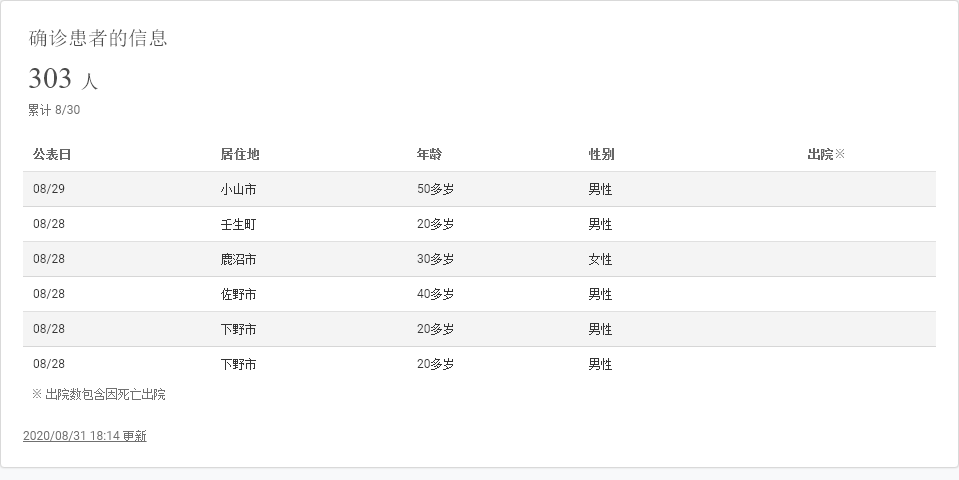 确诊患者的信息
303 人
累计 8/30
公表日 居住地 年龄 性别 出院※
08/29 小山市 50多岁 男性
08/28 壬生町 20多岁 男性
08/28 鹿沼市 30多岁 女性
08/28 佐野市 40多岁 男性
08/28 下野市 20多岁 男性
08/28 下野市 20多岁 男性
※ 出院数包含因死亡出院
2020/08/31 18:14 更新